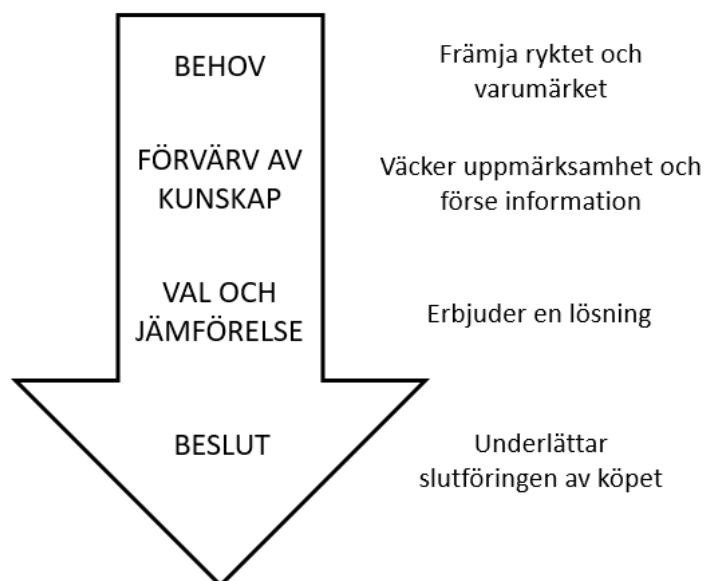 BEHOV
Främja ryktet och
varumärket
FÖRVÄRV AV
KUNSKAP
Väcker uppmärksamhet och
förse information
VAL OCH
JÄMFÖRELSE
Erbjuder en lösning
BESLUT
Underlättar
slutföringen av köpet